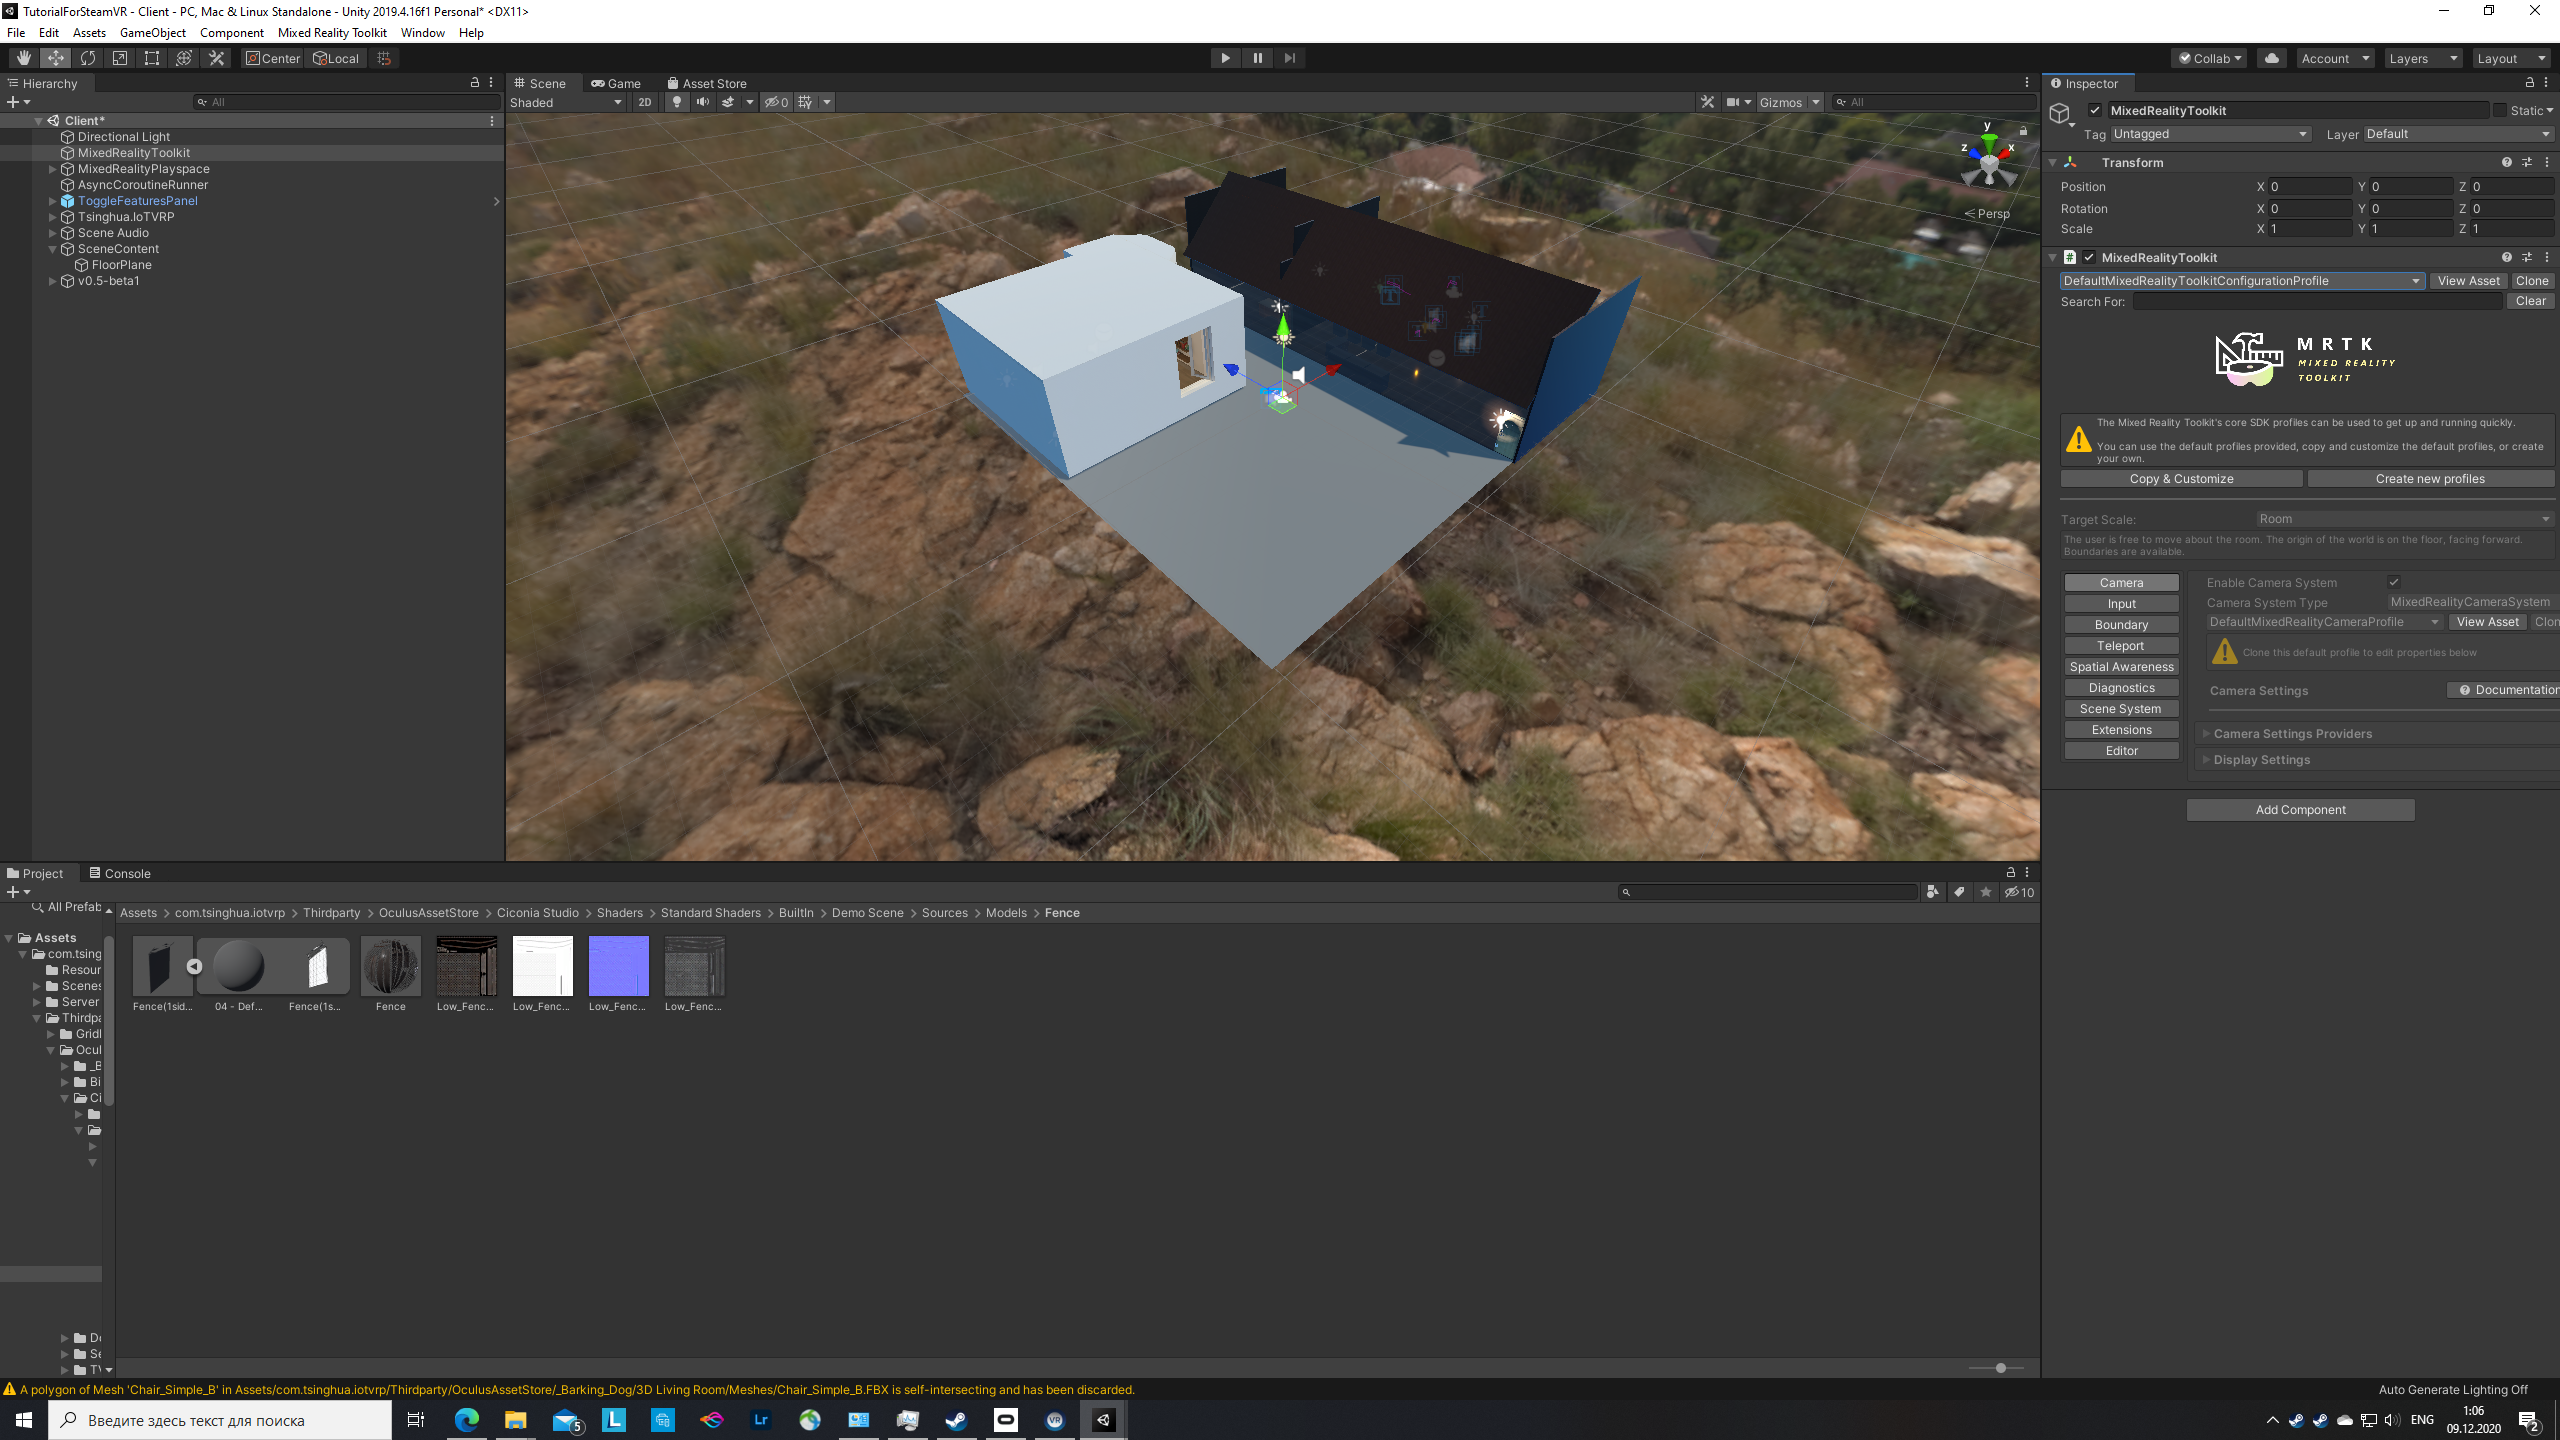 TutorialForSteamVR - Client - PC, Mac & Linux Standalone - Unity 2019.4.16f1 Personal* <DX11>
File Edit Assets GameObject Component Mixed Reality Toolkit Window Help
Center Local Collab Account Layers Layout
Hierarchy
All
Client*
Directional Light
MixedRealityToolkit
MixedRealityPlayspace
AsyncCoroutineRunner
ToggleFeaturesPanel
Tsinghua.IoTVRP
Scene Audio
SceneContent
FloorPlane
v0.5-beta1
Scene Game Asset Store
Shaded 2D 0 Gizmos All
y
z x
Persp
Inspector
MixedRealityToolkit Static
Tag Untagged Layer Default
Transform
Position X 0 Y 0 Z 0
Rotation X 0 Y 0 Z 0
Scale X 1 Y 1 Z 1
# MixedRealityToolkit
DefaultMixedRealityToolkitConfigurationProfile View Asset Clone
Search For: Clear
MRTK
MIXED REALITY
TOOLKIT
The Mixed Reality Toolkit's core SDK profiles can be used to get up and running quickly.
You can use the default profiles provided, copy and customize the default profiles, or create
your own.
Copy & Customize Create new profiles
Target Scale: Room
The user is free to move about the room. The origin of the world is on the floor, facing forward.
Boundaries are available.
Camera
Input
Boundary
Teleport
Spatial Awareness
Diagnostics
Scene System
Extensions
Editor
Enable Camera System
Camera System Type MixedRealityCameraSystem
DefaultMixedRealityCameraProfile View Asset Clon
Clone this default profile to edit properties below
Camera Settings Documentation
Camera Settings Providers
Display Settings
Add Component
Project Console
10
All Prefab
Assets
com.tsing
Resour
Scenes
Server
Thirdpa
Gridl
Ocul
_B
Bi
Ci
De
Se
TV
Assets > com.tsinghua.iotvrp > Thirdparty > OculusAssetStore > Ciconia Studio > Shaders > Standard Shaders > BuiltIn > Demo Scene > Sources > Models > Fence
Fence(1sid... 04 - Def... Fence(1s... Fence Low_Fenc... Low_Fenc... Low_Fenc... Low_Fenc...
A polygon of Mesh 'Chair_Simple_B' in Assets/com.tsinghua.iotvrp/Thirdparty/OculusAssetStore/_Barking_Dog/3D Living Room/Meshes/Chair_Simple_B.FBX is self-intersecting and has been discarded.
Auto Generate Lighting Off
Введите здесь текст для поиска
5
L
Lr
VR
ENG
1:06
09.12.2020
2